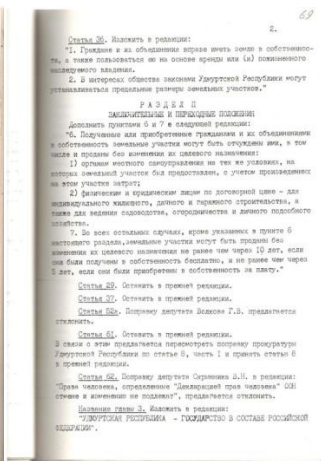 69
2.
Статья 36. Изложить в редакции:
"1. Граждане и их объединения вправе иметь землю в собственнос-
ти, а также пользоваться ею на основе аренды или (и) пожизненного
наследуемого владения.
2. В интересах общества законами Удмуртской Республики могут
устанавливаться предельные размеры земельных участков."
РАЗДЕЛ П
ЗАКЛЮЧИТЕЛЬНЫЕ И ПЕРЕХОДНЫЕ ПОЛОЖЕНИЯ
Дополнить пунктами 6 и 7 в следующей редакции:
"6. Полученные или приобретенные гражданами и их объединениями
в собственность земельные участки могут быть отчуждены ими, в том
числе и проданы без изменения их целевого назначения:
1) органам местного самоуправления на тех же условиях, на
которых земельный участок был предоставлен, с учетом произведенных
на этом участке затрат;
2) физическим и юридическим лицам по договорной цене - для
индивидуального жилищного, дачного и гаражного строительства, а
также для ведения садоводства, огородничества и личного подсобного
хозяйства.
7. Во всех остальных случаях, кроме указанных в пункте 6
настоящего раздела, земельные участки могут быть проданы без
изменения их целевого назначения не ранее чем через 10 лет, если
они были получены в собственность бесплатно, и не ранее чем через
лет, если они были приобретены в собственность за плату."
Статья 29. Оставить в прежней редакции.
Статья 37. Оставить в прежней редакции.
Поправку депутата Г.В. предлагается
отклонить.
Статья 61. Оставить в прежней редакции.
В связи с этим предлагается пересмотреть поправку прокуратуры
Удмуртской Республики по статье 8, часть 1 и принять статью 8
в прежней редакции.
Статья 62. Поправку депутата В.Н. в редакции:
"Права человека, определенные "Декларацией прав человека" ООН
отмене и изменению не подлежат", предлагается отклонить.
Название главы 3. Изложить в редакции:
"УДМУРТСКАЯ РЕСПУБЛИКА - ГОСУДАРСТВО В СОСТАВЕ РОССИЙСКОЙ
ФЕДЕРАЦИИ".